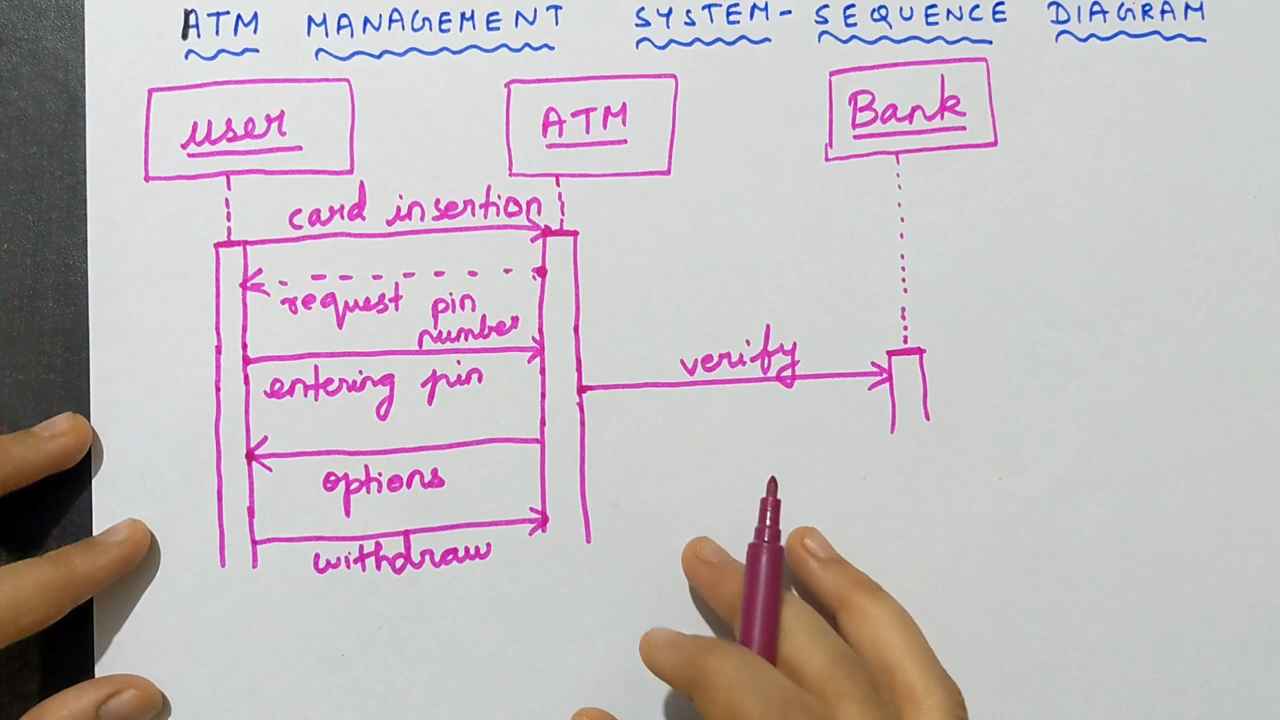 ATM MANAGEMENT SYSTEM- SEQUENCE DIAGRAM
user
ATM
Bank
card insertion
request pin
number
entering pin
verify
options
withdraw